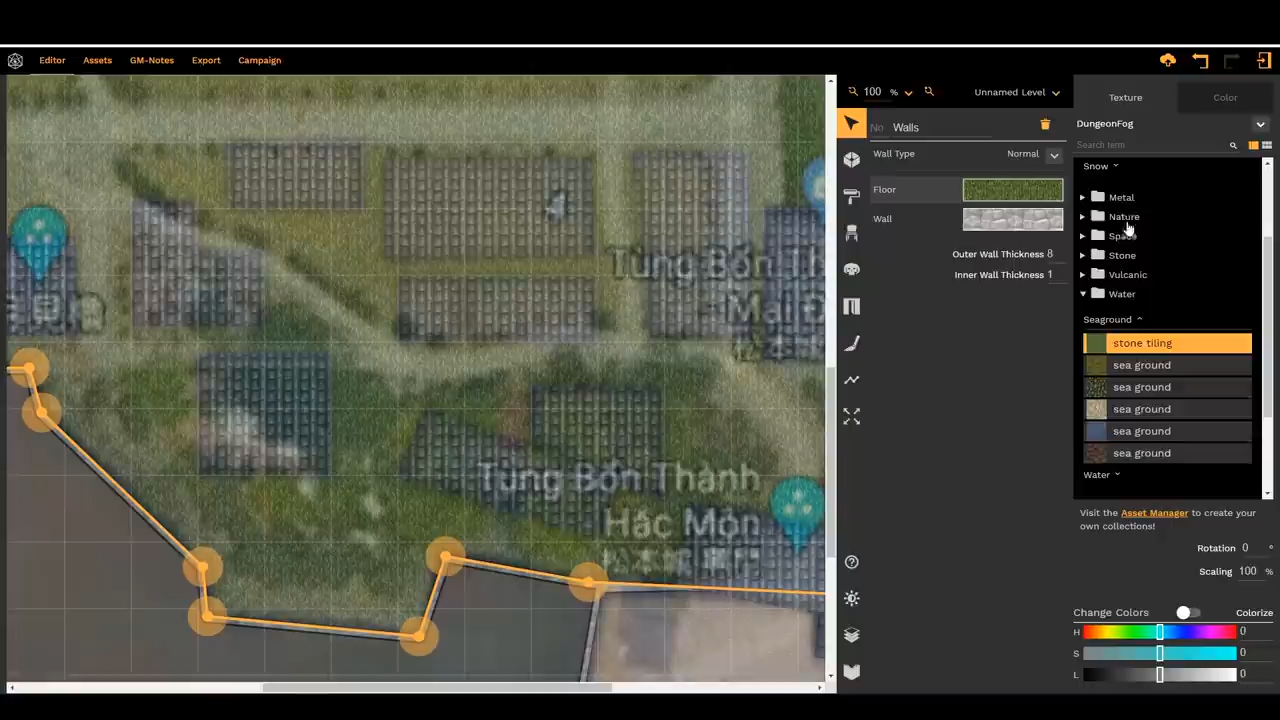 Editor Assets GM-Notes Export Campaign
100 % Unnamed Level
Texture Color
DungeonFog
Search term
No Walls
Wall Type Normal
Floor
Wall
Outer Wall Thickness 8
Inner Wall Thickness 1
Snow
Metal
Nature
Space
Stone
Vulcanic
Water
Seaground
stone tiling
sea ground
sea ground
sea ground
sea ground
sea ground
Water
Visit the Asset Manager to create your
own collections!
Rotation 0 °
Scaling 100 %
Change Colors Colorize
H 0
S 0
L 0
Tùng Bổn Th
Mai
Tùng Bổn Thành
Hắc Môn